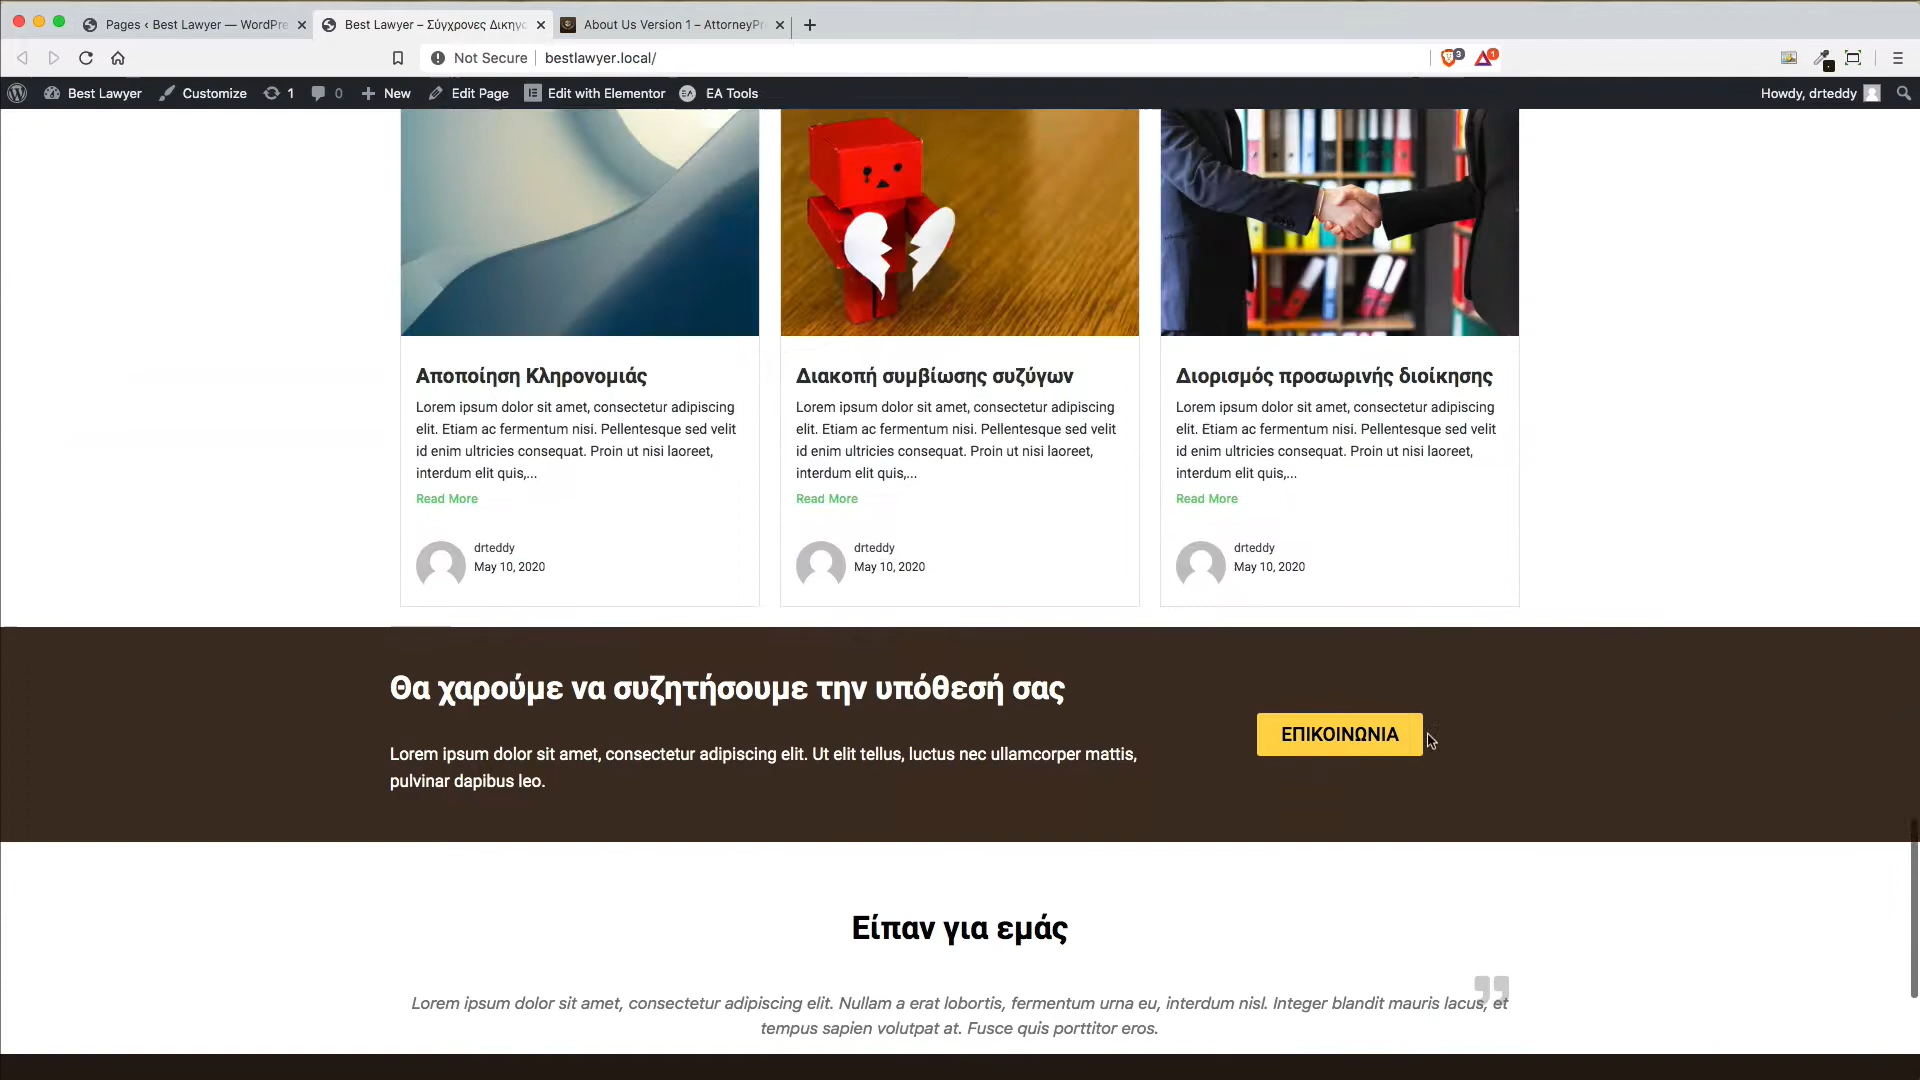 Pages ‹ Best Lawyer — WordPre
Best Lawyer – Σύγχρονες Δικηγο
About Us Version 1 – AttorneyPr
Not Secure
bestlawyer.local/
3
1
Best Lawyer
Customize
1
0
New
Edit Page
Edit with Elementor
EA
EA Tools
Howdy, drteddy
Αποποίηση Κληρονομιάς
Lorem ipsum dolor sit amet, consectetur adipiscing
elit. Etiam ac fermentum nisi. Pellentesque sed velit
id enim ultricies consequat. Proin ut nisi laoreet,
interdum elit quis,...
Read More
drteddy
May 10, 2020
Διακοπή συμβίωσης συζύγων
Lorem ipsum dolor sit amet, consectetur adipiscing
elit. Etiam ac fermentum nisi. Pellentesque sed velit
id enim ultricies consequat. Proin ut nisi laoreet,
interdum elit quis,...
Read More
drteddy
May 10, 2020
Διορισμός προσωρινής διοίκησης
Lorem ipsum dolor sit amet, consectetur adipiscing
elit. Etiam ac fermentum nisi. Pellentesque sed velit
id enim ultricies consequat. Proin ut nisi laoreet,
interdum elit quis,...
Read More
drteddy
May 10, 2020
Θα χαρούμε να συζητήσουμε την υπόθεσή σας
Lorem ipsum dolor sit amet, consectetur adipiscing elit. Ut elit tellus, luctus nec ullamcorper mattis,
pulvinar dapibus leo.
ΕΠΙΚΟΙΝΩΝΙΑ
Είπαν για εμάς
Lorem ipsum dolor sit amet, consectetur adipiscing elit. Nullam a erat lobortis, fermentum urna eu, interdum nisl. Integer blandit mauris lacus, et
tempus sapien volutpat at. Fusce quis porttitor eros.